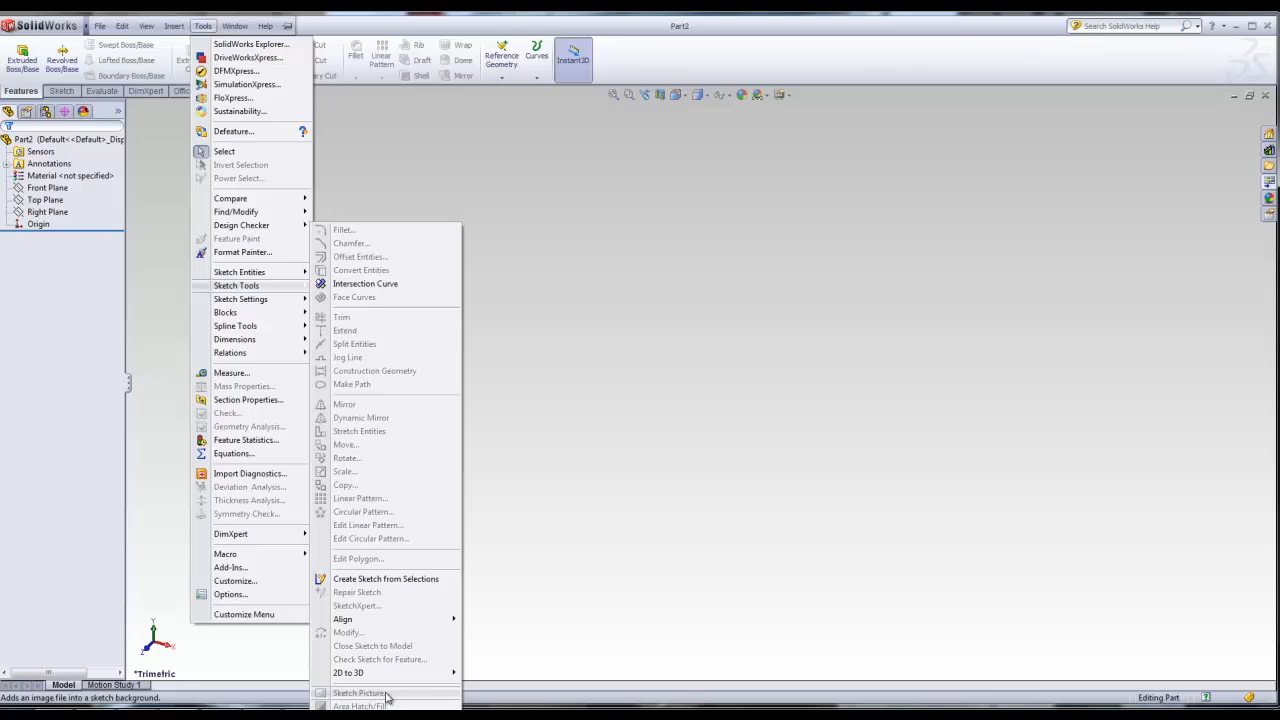 SolidWorks File Edit View Insert Tools Window Help Part2 Search SolidWorks Help
Extruded Boss/Base
Revolved Boss/Base
Swept Boss/Base
Lofted Boss/Base
Boundary Boss/Base
Cut
Cut
Fillet
Linear Pattern
Rib
Draft
Shell
Wrap
Dome
Mirror
Reference Geometry
Curves
Instant3D
Features Sketch Evaluate DimXpert
Part2 (Default<<Default>_Disp
Sensors
Annotations
Material <not specified>
Front Plane
Top Plane
Right Plane
Origin
SolidWorks Explorer...
DriveWorksXpress...
DFMXpress...
SimulationXpress...
FloXpress...
Sustainability...
Defeature...
Select
Invert Selection
Power Select...
Compare
Find/Modify
Design Checker
Feature Paint
Format Painter...
Sketch Entities
Sketch Tools
Sketch Settings
Blocks
Spline Tools
Dimensions
Relations
Measure...
Mass Properties...
Section Properties...
Check...
Geometry Analysis...
Feature Statistics...
Equations...
Import Diagnostics...
Deviation Analysis...
Thickness Analysis...
Symmetry Check...
DimXpert
Macro
Add-Ins...
Customize...
Options...
Customize Menu
Fillet...
Chamfer...
Offset Entities...
Convert Entities
Intersection Curve
Face Curves
Trim
Extend
Split Entities
Jog Line
Construction Geometry
Make Path
Mirror
Dynamic Mirror
Stretch Entities
Move...
Rotate...
Scale...
Copy...
Linear Pattern...
Circular Pattern...
Edit Linear Pattern...
Edit Circular Pattern...
Edit Polygon...
Create Sketch from Selections
Repair Sketch
SketchXpert...
Align
Modify...
Close Sketch to Model
Check Sketch for Feature...
2D to 3D
Sketch Picture
Area Hatch/Fill
Y
X
Z
*Trimetric
Model Motion Study 1
Adds an image file into a sketch background. Editing Part